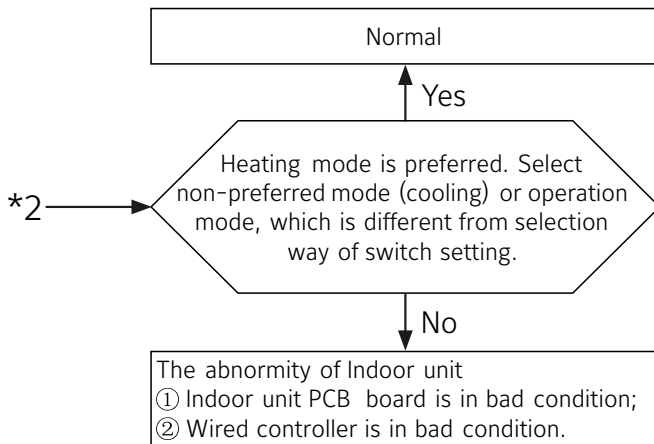 Normal
Yes
Heating mode is preferred. Select
non-preferred mode (cooling) or operation
*2
mode, which is different from selection
way of switch setting.
No
The abnormity of Indoor unit
① Indoor unit PCB board is in bad condition;
② Wired controller is in bad condition.